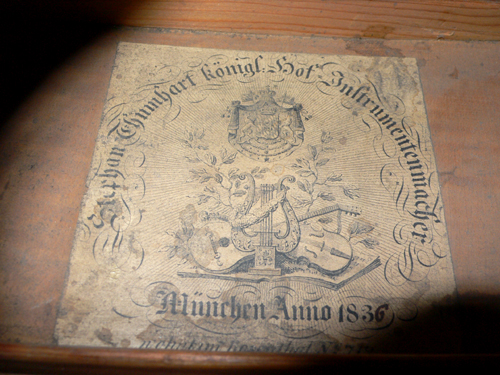 Stephan Thumhart königl. Hof Instrumentenmacher
München Anno 1836